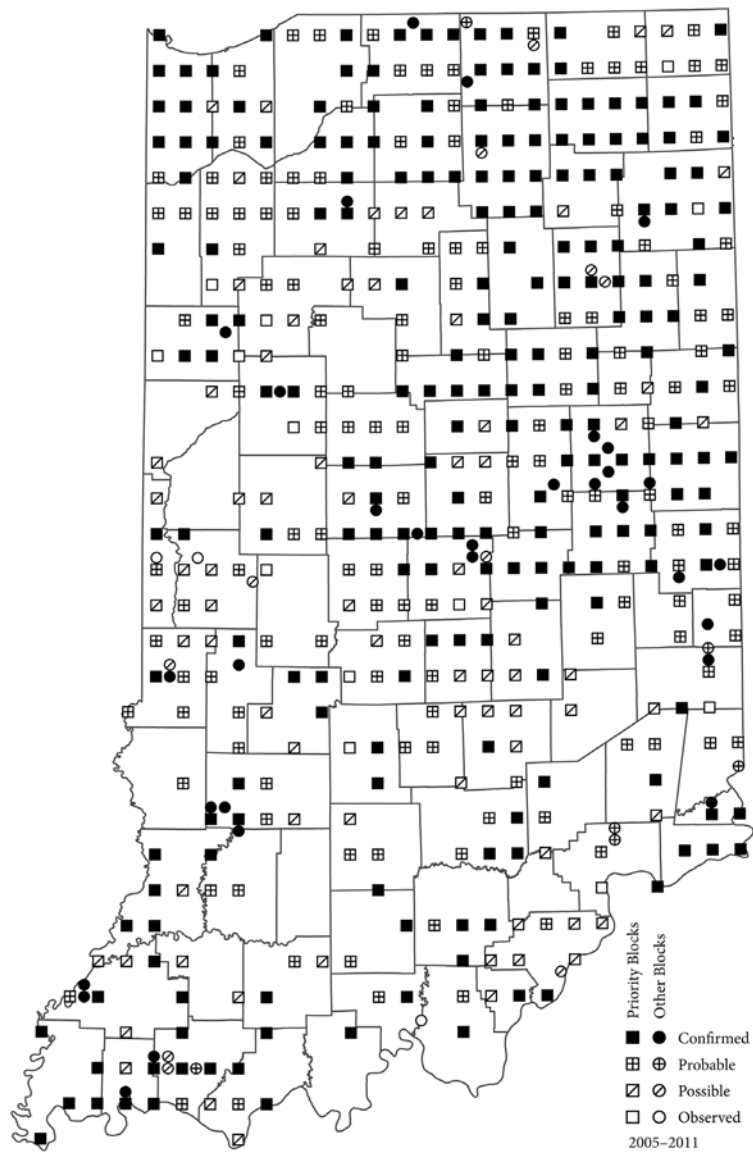 Priority Blocks
Other Blocks
Confirmed
Probable
Possible
Observed
2005–2011